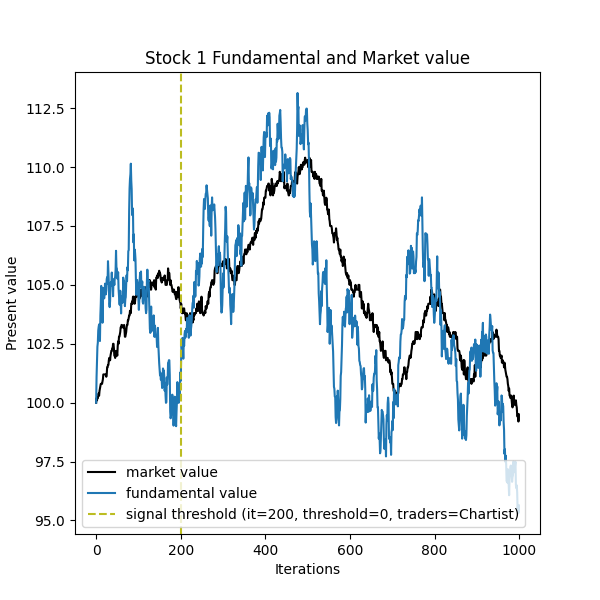 Stock 1 Fundamental and Market value
Present value
112.5
110.0
107.5
105.0
102.5
100.0
97.5
95.0
market value
fundamental value
signal threshold (it=200, threshold=0, traders=Chartist)
0
200
400
600
800
1000
Iterations